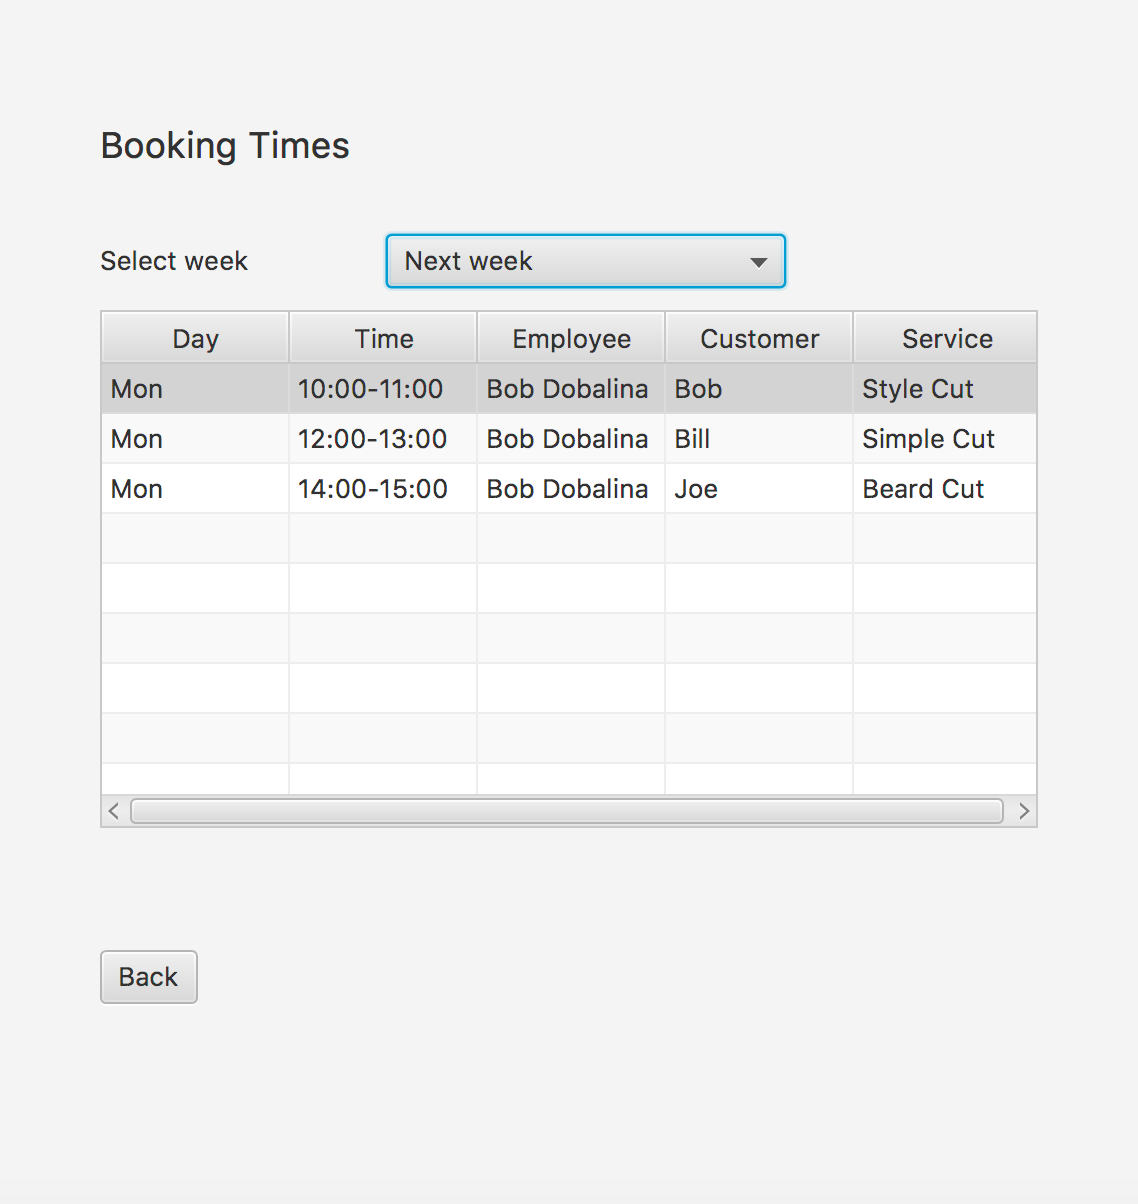 Booking Times
Select week Next week
Day Time Employee Customer Service
Mon 10:00-11:00 Bob Dobalina Bob Style Cut
Mon 12:00-13:00 Bob Dobalina Bill Simple Cut
Mon 14:00-15:00 Bob Dobalina Joe Beard Cut
Back